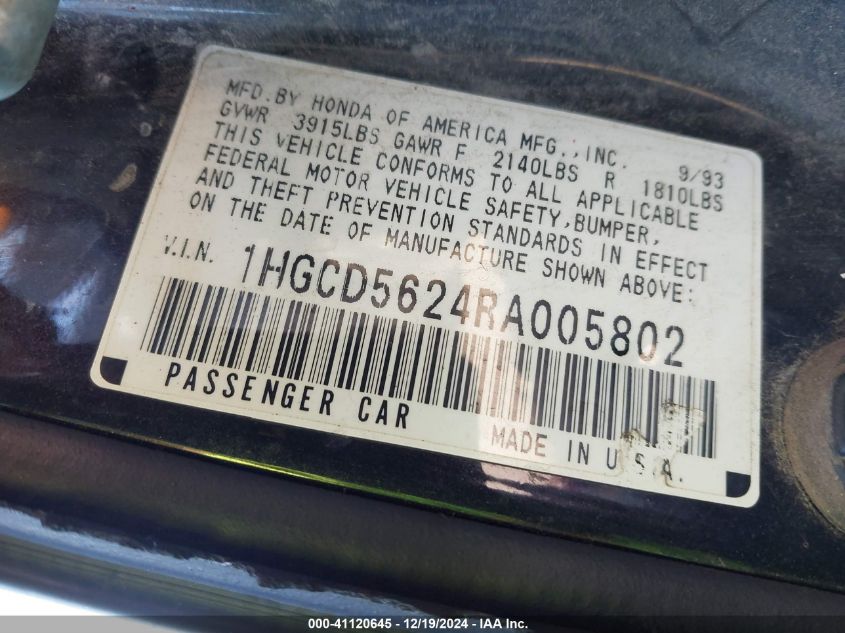 MFD. BY HONDA OF AMERICA MFG., INC. 9/93
GVWR 3915LBS GAWR F 2140LBS R 1810LBS
THIS VEHICLE CONFORMS TO ALL APPLICABLE
FEDERAL MOTOR VEHICLE SAFETY, BUMPER,
AND THEFT PREVENTION STANDARDS IN EFFECT
ON THE DATE OF MANUFACTURE SHOWN ABOVE:
V.I.N. 1HGCD5624RA005802
PASSENGER CAR MADE IN U.S.A.
000-41120645 - 12/19/2024 - IAAI.COM